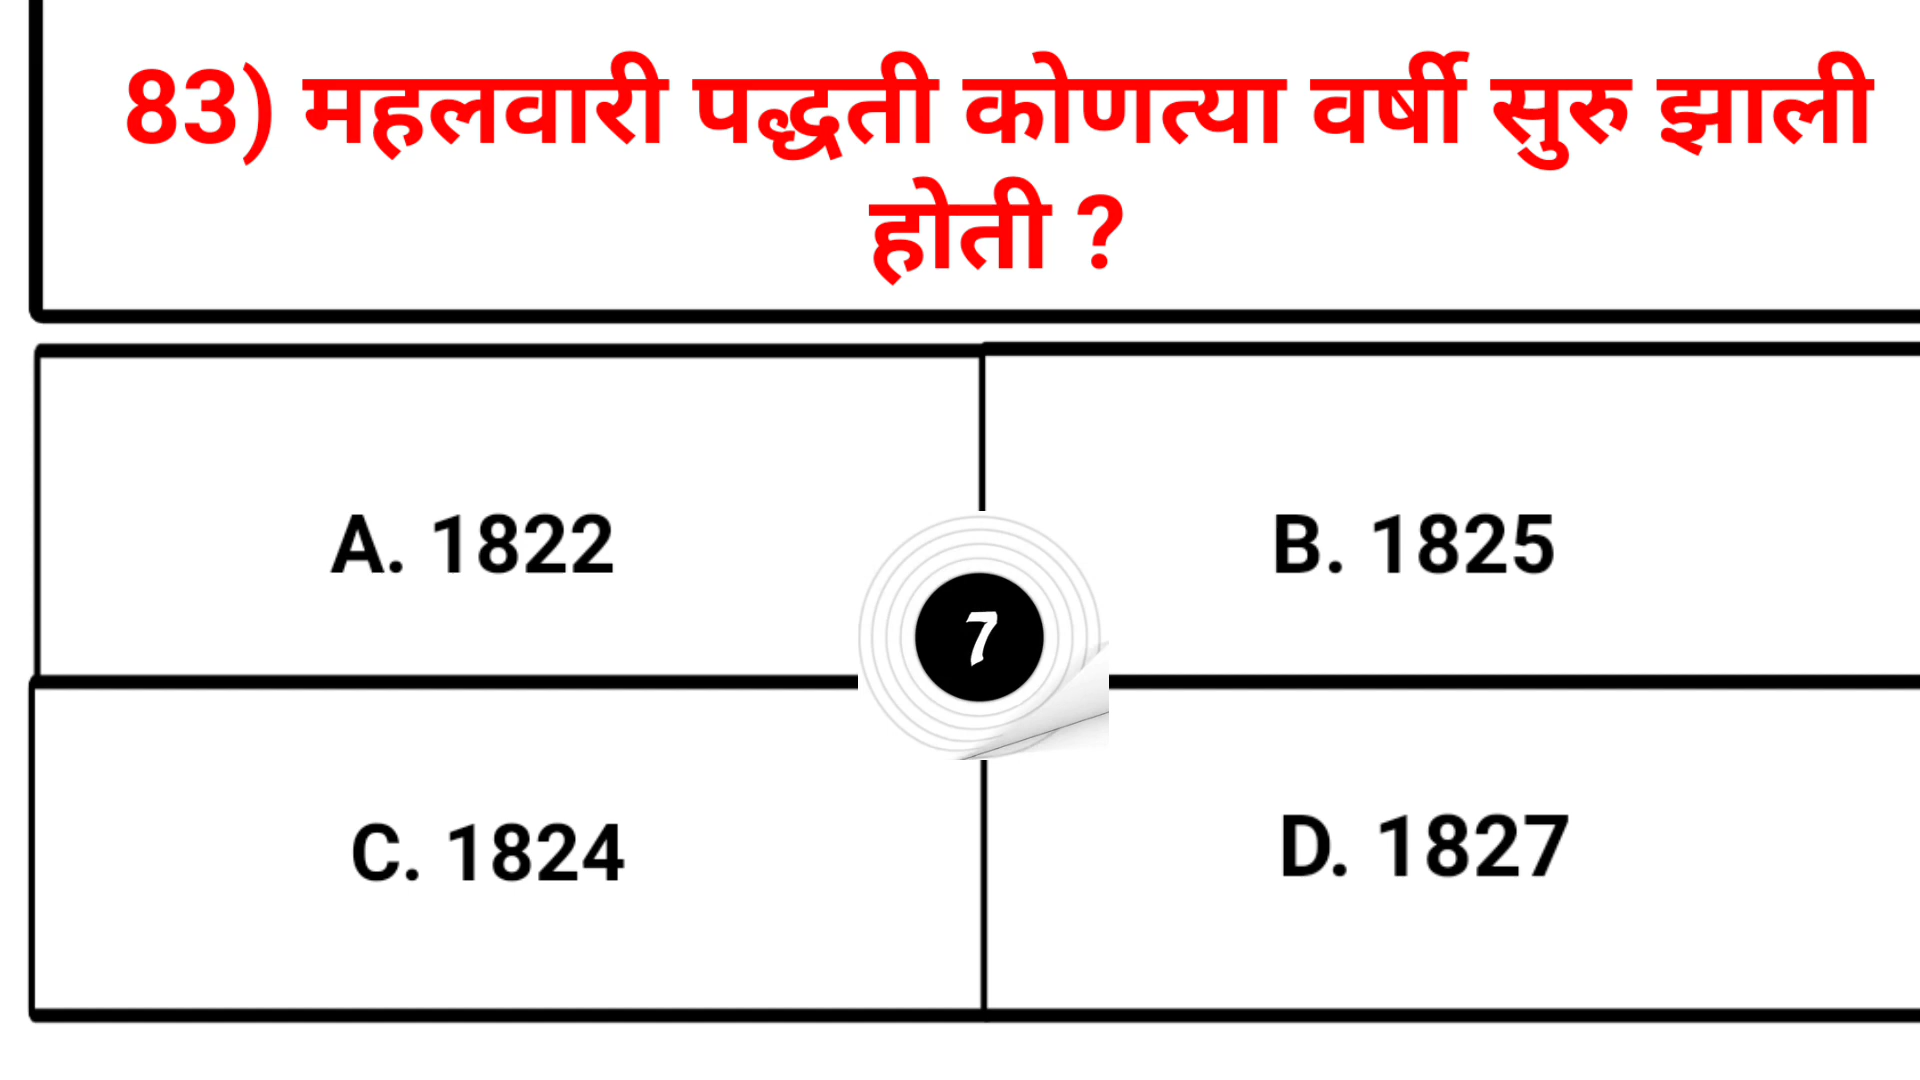 83) महलवारी पद्धती कोणत्या वर्षी सुरु झाली
होती ?
A. 1822
B. 1825
7
C. 1824
D. 1827